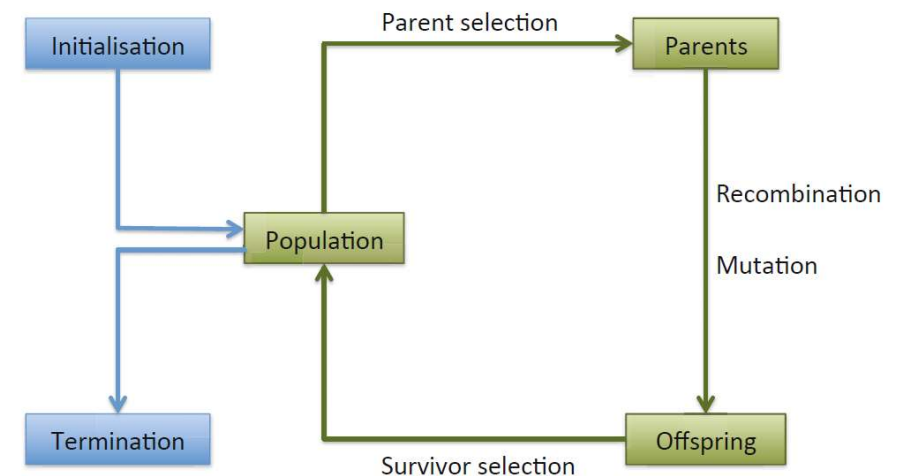 Parent selection
Initialisation
Parents
Recombination
Population
Mutation
Termination
Offspring
Survivor selection